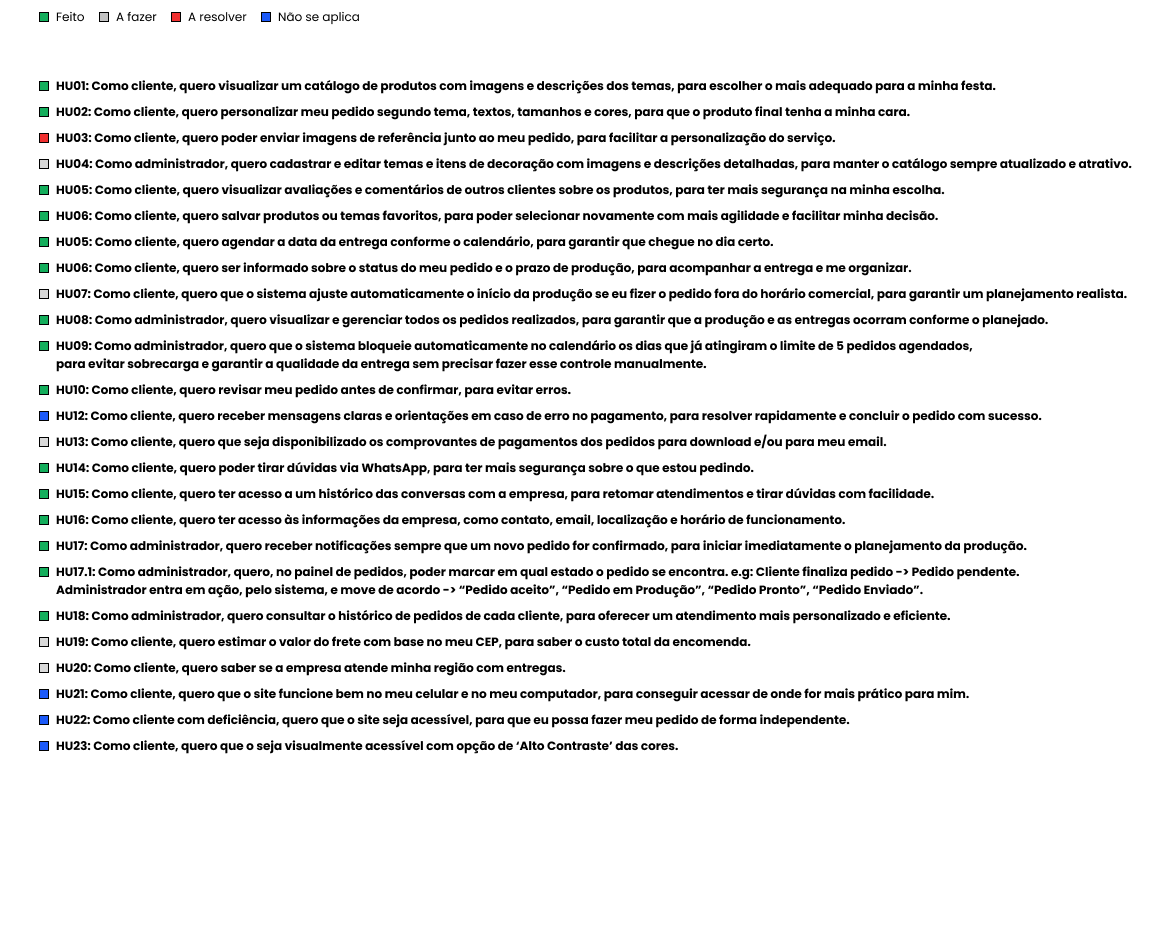 Feito A fazer A resolver Não se aplica
HU01: Como cliente, quero visualizar um catálogo de produtos com imagens e descrições dos temas, para escolher o mais adequado para a minha festa.
HU02: Como cliente, quero personalizar meu pedido segundo tema, textos, tamanhos e cores, para que o produto final tenha a minha cara.
HU03: Como cliente, quero poder enviar imagens de referência junto ao meu pedido, para facilitar a personalização do serviço.
HU04: Como administrador, quero cadastrar e editar temas e itens de decoração com imagens e descrições detalhadas, para manter o catálogo sempre atualizado e atrativo.
HU05: Como cliente, quero visualizar avaliações e comentários de outros clientes sobre os produtos, para ter mais segurança na minha escolha.
HU06: Como cliente, quero salvar produtos ou temas favoritos, para poder selecionar novamente com mais agilidade e facilitar minha decisão.
HU05: Como cliente, quero agendar a data da entrega conforme o calendário, para garantir que chegue no dia certo.
HU06: Como cliente, quero ser informado sobre o status do meu pedido e o prazo de produção, para acompanhar a entrega e me organizar.
HU07: Como cliente, quero que o sistema ajuste automaticamente o início da produção se eu fizer o pedido fora do horário comercial, para garantir um planejamento realista.
HU08: Como administrador, quero visualizar e gerenciar todos os pedidos realizados, para garantir que a produção e as entregas ocorram conforme o planejado.
HU09: Como administrador, quero que o sistema bloqueie automaticamente no calendário os dias que já atingiram o limite de 5 pedidos agendados,
para evitar sobrecarga e garantir a qualidade da entrega sem precisar fazer esse controle manualmente.
HU10: Como cliente, quero revisar meu pedido antes de confirmar, para evitar erros.
HU12: Como cliente, quero receber mensagens claras e orientações em caso de erro no pagamento, para resolver rapidamente e concluir o pedido com sucesso.
HU13: Como cliente, quero que seja disponibilizado os comprovantes de pagamentos dos pedidos para download e/ou para meu email.
HU14: Como cliente, quero poder tirar dúvidas via WhatsApp, para ter mais segurança sobre o que estou pedindo.
HU15: Como cliente, quero ter acesso a um histórico das conversas com a empresa, para retomar atendimentos e tirar dúvidas com facilidade.
HU16: Como cliente, quero ter acesso às informações da empresa, como contato, email, localização e horário de funcionamento.
HU17: Como administrador, quero receber notificações sempre que um novo pedido for confirmado, para iniciar imediatamente o planejamento da produção.
HU17.1: Como administrador, quero, no painel de pedidos, poder marcar em qual estado o pedido se encontra. e.g: Cliente finaliza pedido -> Pedido pendente.
Administrador entra em ação, pelo sistema, e move de acordo -> “Pedido aceito”, “Pedido em Produção”, “Pedido Pronto”, “Pedido Enviado”.
HU18: Como administrador, quero consultar o histórico de pedidos de cada cliente, para oferecer um atendimento mais personalizado e eficiente.
HU19: Como cliente, quero estimar o valor do frete com base no meu CEP, para saber o custo total da encomenda.
HU20: Como cliente, quero saber se a empresa atende minha região com entregas.
HU21: Como cliente, quero que o site funcione bem no meu celular e no meu computador, para conseguir acessar de onde for mais prático para mim.
HU22: Como cliente com deficiência, quero que o site seja acessível, para que eu possa fazer meu pedido de forma independente.
HU23: Como cliente, quero que o seja visualmente acessível com opção de ‘Alto Contraste’ das cores.